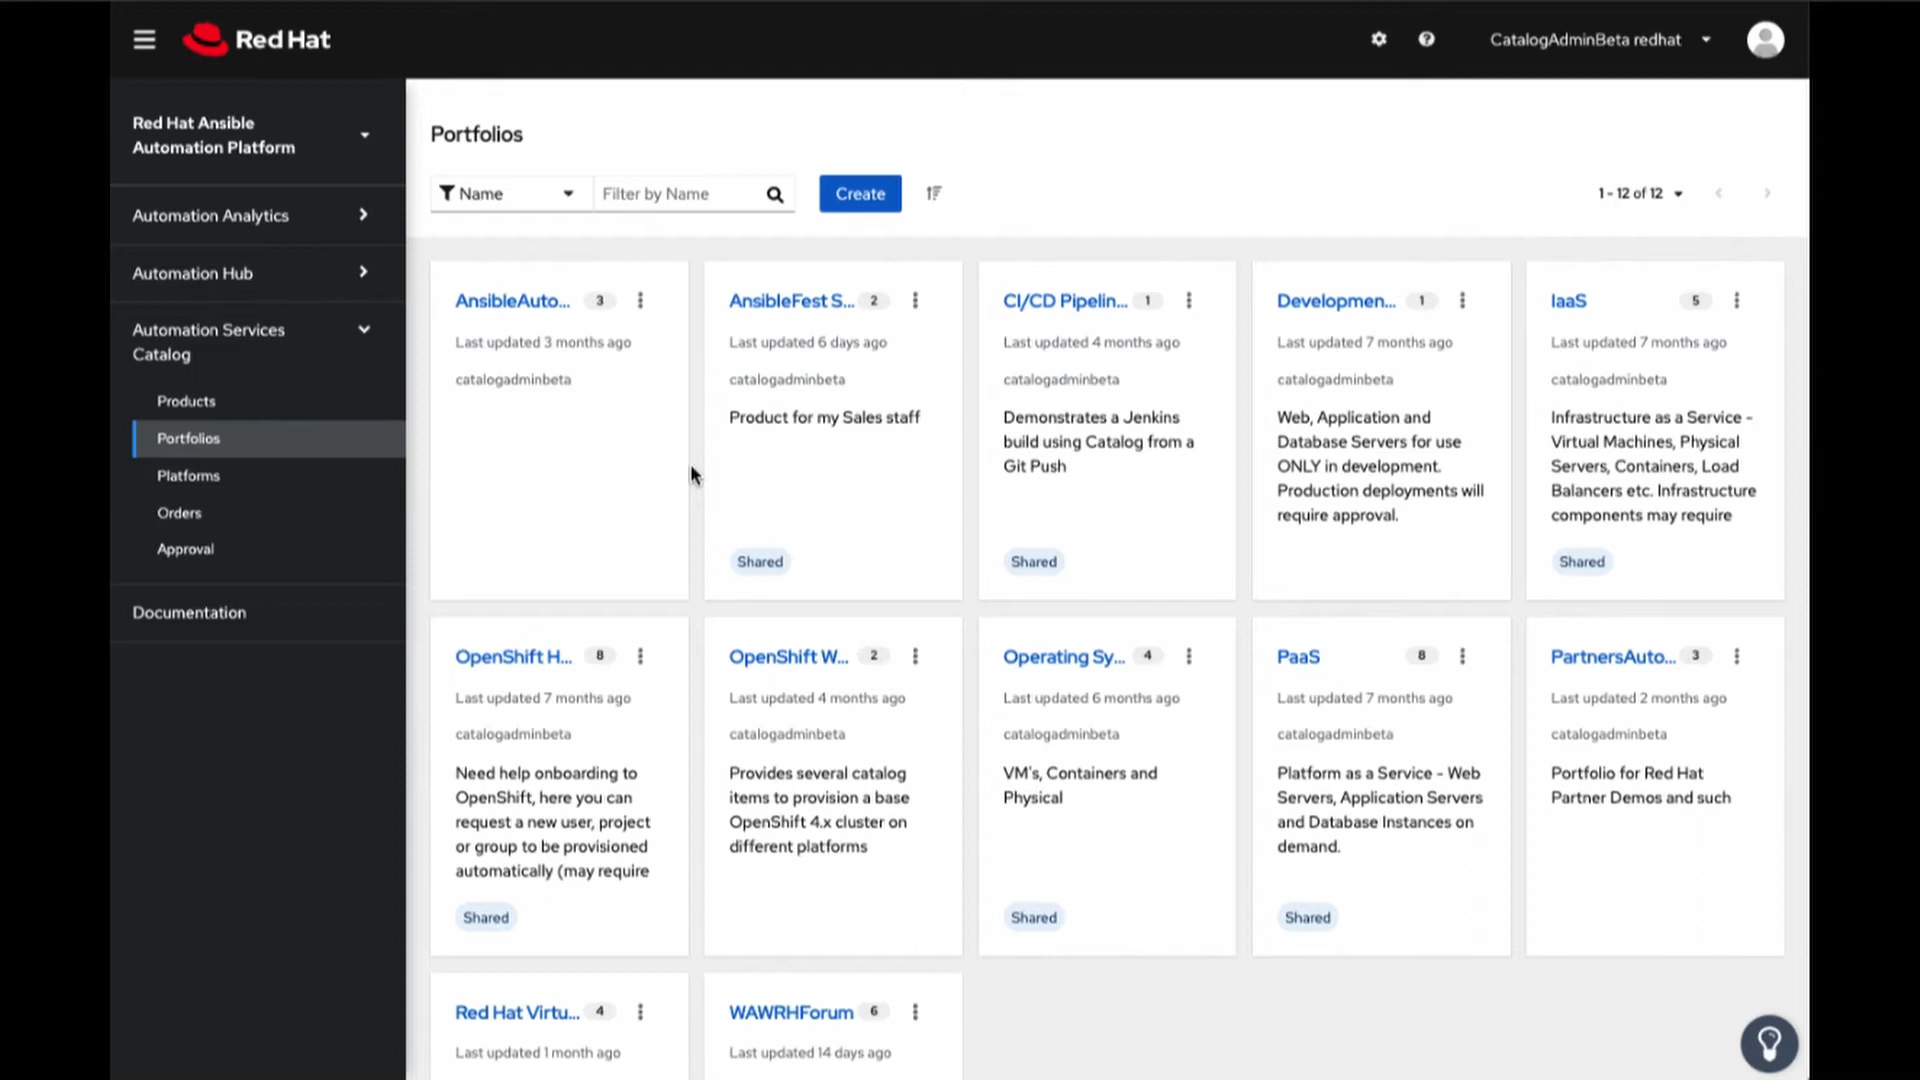 Red Hat
CatalogAdminBeta redhat
Red Hat Ansible
Automation Platform
Automation Analytics
Automation Hub
Automation Services
Catalog
Products
Portfolios
Platforms
Orders
Approval
Documentation
Portfolios
Name
Filter by Name
Create
1 - 12 of 12
AnsibleAuto... 3
Last updated 3 months ago
catalogadminbeta
AnsibleFest S... 2
Last updated 6 days ago
catalogadminbeta
Product for my Sales staff
Shared
CI/CD Pipelin... 1
Last updated 4 months ago
catalogadminbeta
Demonstrates a Jenkins
build using Catalog from a
Git Push
Shared
Developmen... 1
Last updated 7 months ago
catalogadminbeta
Web, Application and
Database Servers for use
ONLY in development.
Production deployments will
require approval.
IaaS 5
Last updated 7 months ago
catalogadminbeta
Infrastructure as a Service -
Virtual Machines, Physical
Servers, Containers, Load
Balancers etc. Infrastructure
components may require
Shared
OpenShift H... 8
Last updated 7 months ago
catalogadminbeta
Need help onboarding to
OpenShift, here you can
request a new user, project
or group to be provisioned
automatically (may require
Shared
OpenShift W... 2
Last updated 4 months ago
catalogadminbeta
Provides several catalog
items to provision a base
OpenShift 4.x cluster on
different platforms
Operating Sy... 4
Last updated 6 months ago
catalogadminbeta
VM's, Containers and
Physical
Shared
PaaS 8
Last updated 7 months ago
catalogadminbeta
Platform as a Service - Web
Servers, Application Servers
and Database Instances on
demand.
Shared
PartnersAuto... 3
Last updated 2 months ago
catalogadminbeta
Portfolio for Red Hat
Partner Demos and such
Red Hat Virtu... 4
Last updated 1 month ago
WAWRHForum 6
Last updated 14 days ago